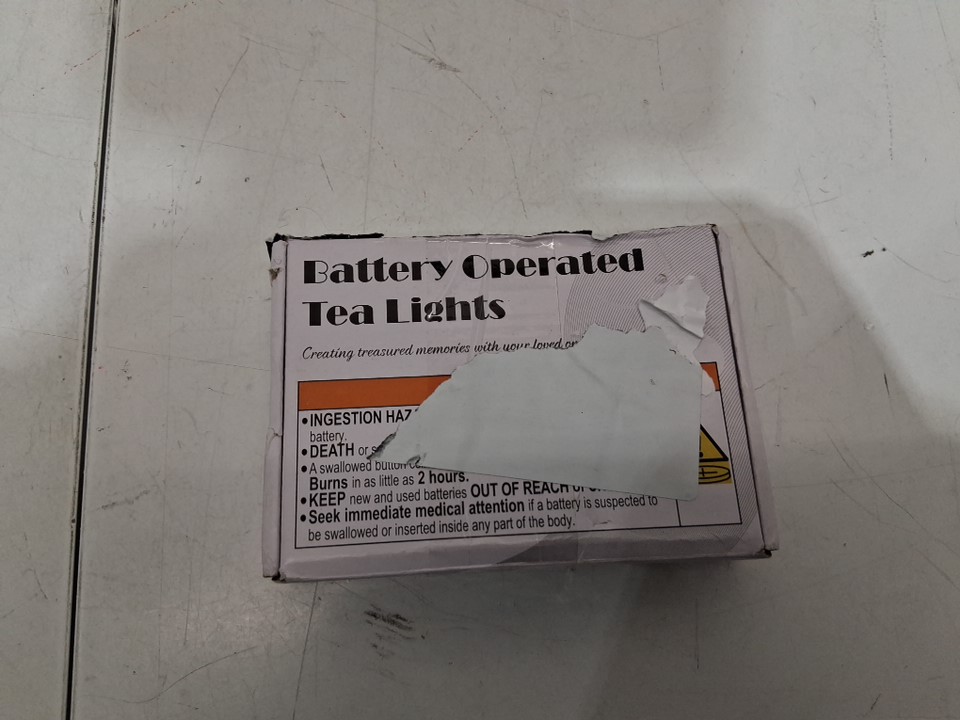 Battery Operated
Tea Lights
Creating treasured memories with your loved
• INGESTION
battery.
• DEATH or
• A swallowed button
Burns in as little as 2 hours.
• KEEP new and used batteries OUT OF REACH
• Seek immediate medical attention if a battery is suspected to
be swallowed or inserted inside any part of the body.